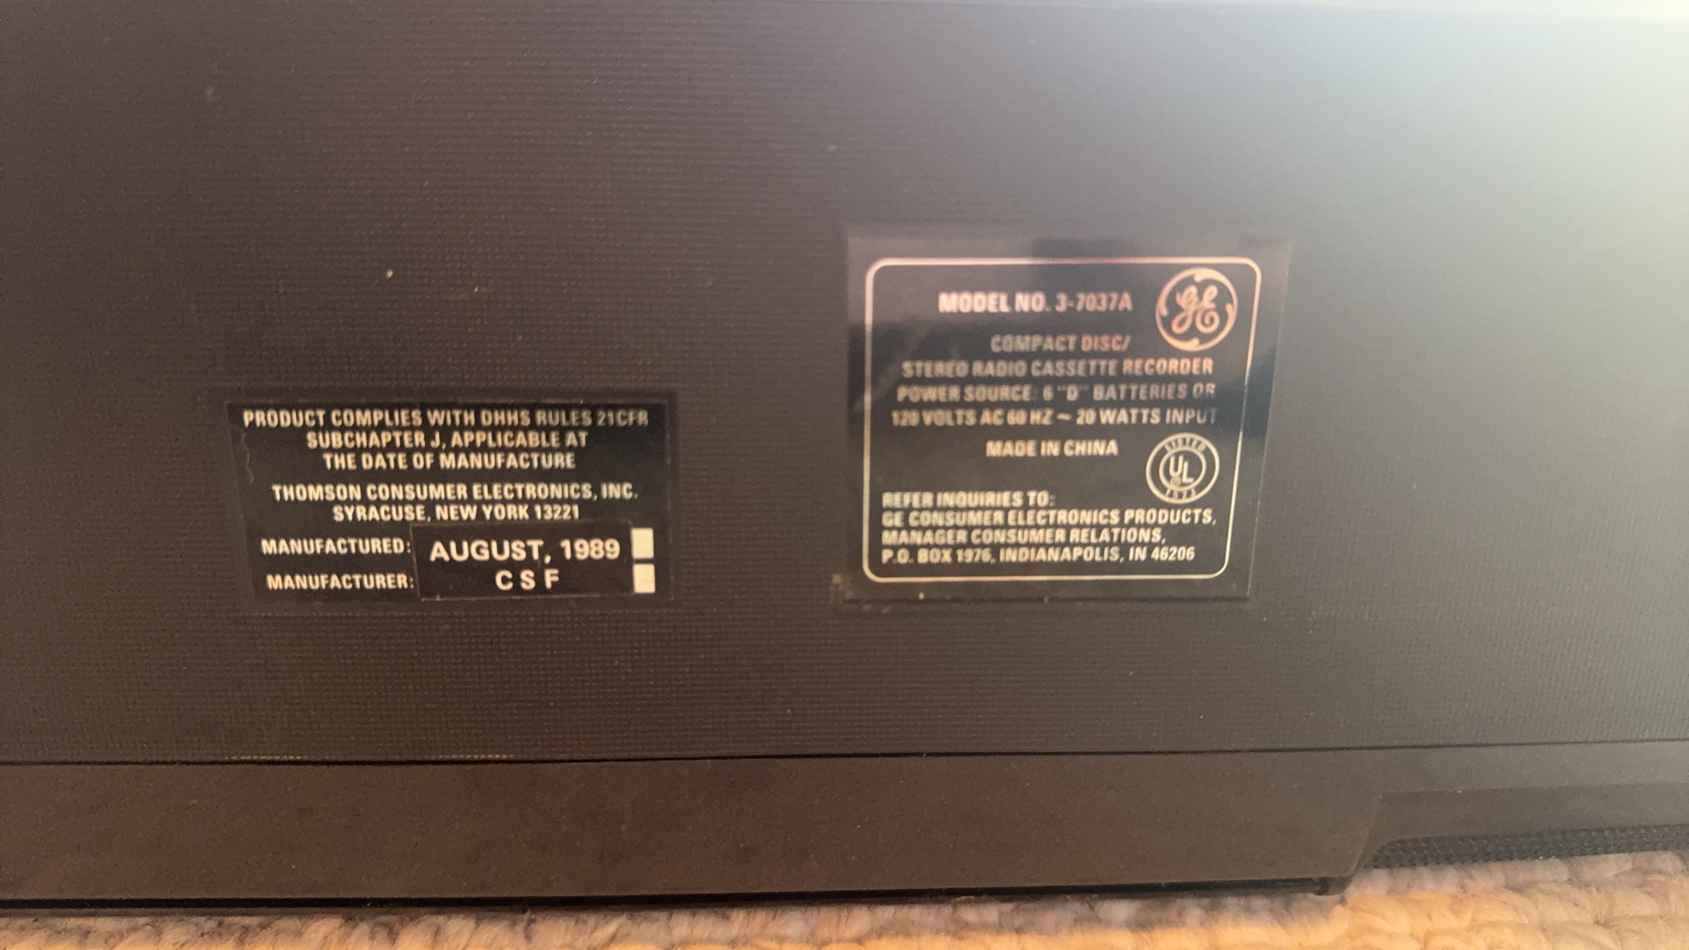 PRODUCT COMPLIES WITH DHHS RULES 21CFR
SUBCHAPTER J, APPLICABLE AT
THE DATE OF MANUFACTURE
THOMSON CONSUMER ELECTRONICS, INC.
SYRACUSE, NEW YORK 13221
MANUFACTURED: AUGUST, 1989
MANUFACTURER: C S F
MODEL NO. 3-7037A
GE
COMPACT DISC/
STEREO RADIO CASSETTE RECORDER
POWER SOURCE: 6 "D" BATTERIES OR
120 VOLTS AC 60 HZ ~ 20 WATTS INPUT
MADE IN CHINA
LISTED
UL
REFER INQUIRIES TO:
GE CONSUMER ELECTRONICS PRODUCTS,
MANAGER CONSUMER RELATIONS,
P.O. BOX 1976, INDIANAPOLIS, IN 46206